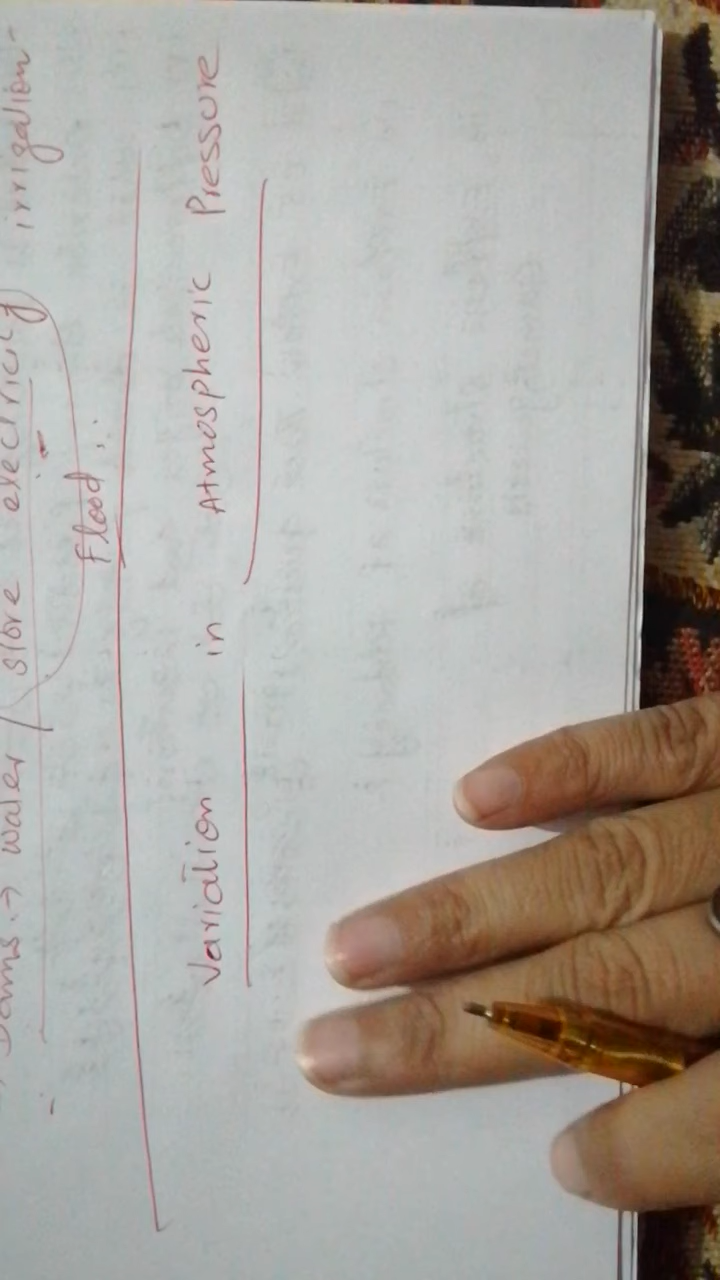 Dams → water / store electricity irrigation -
Flood :
Variation in Atmospheric Pressure